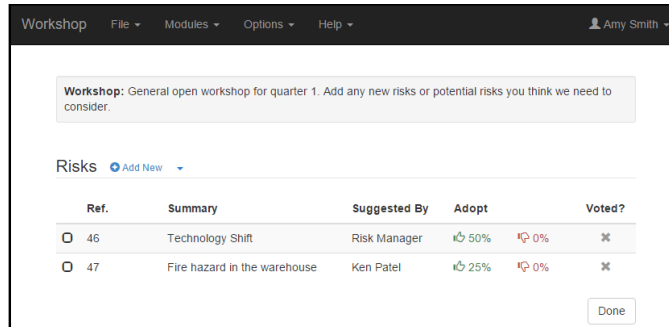 Workshop File Modules Options Help Amy Smith
Workshop: General open workshop for quarter 1. Add any new risks or potential risks you think we need to
consider.
Risks Add New
Ref. Summary Suggested By Adopt Voted?
46 Technology Shift Risk Manager 50% 0%
47 Fire hazard in the warehouse Ken Patel 25% 0%
Done